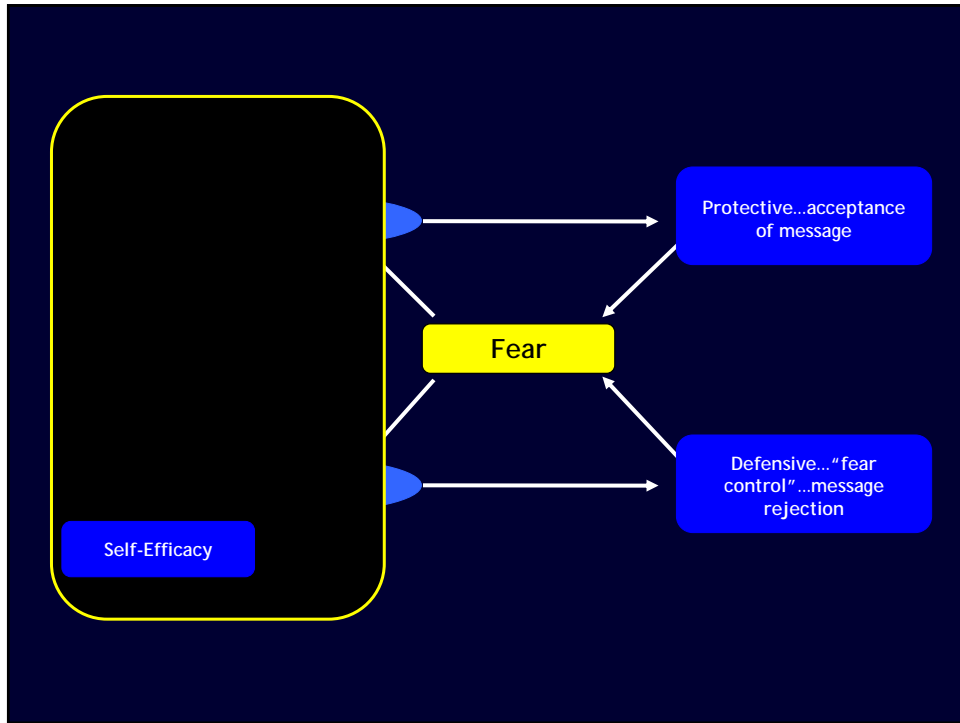 Protective...acceptance
of message
Fear
Defensive...“fear
control”...message
rejection
Self-Efficacy